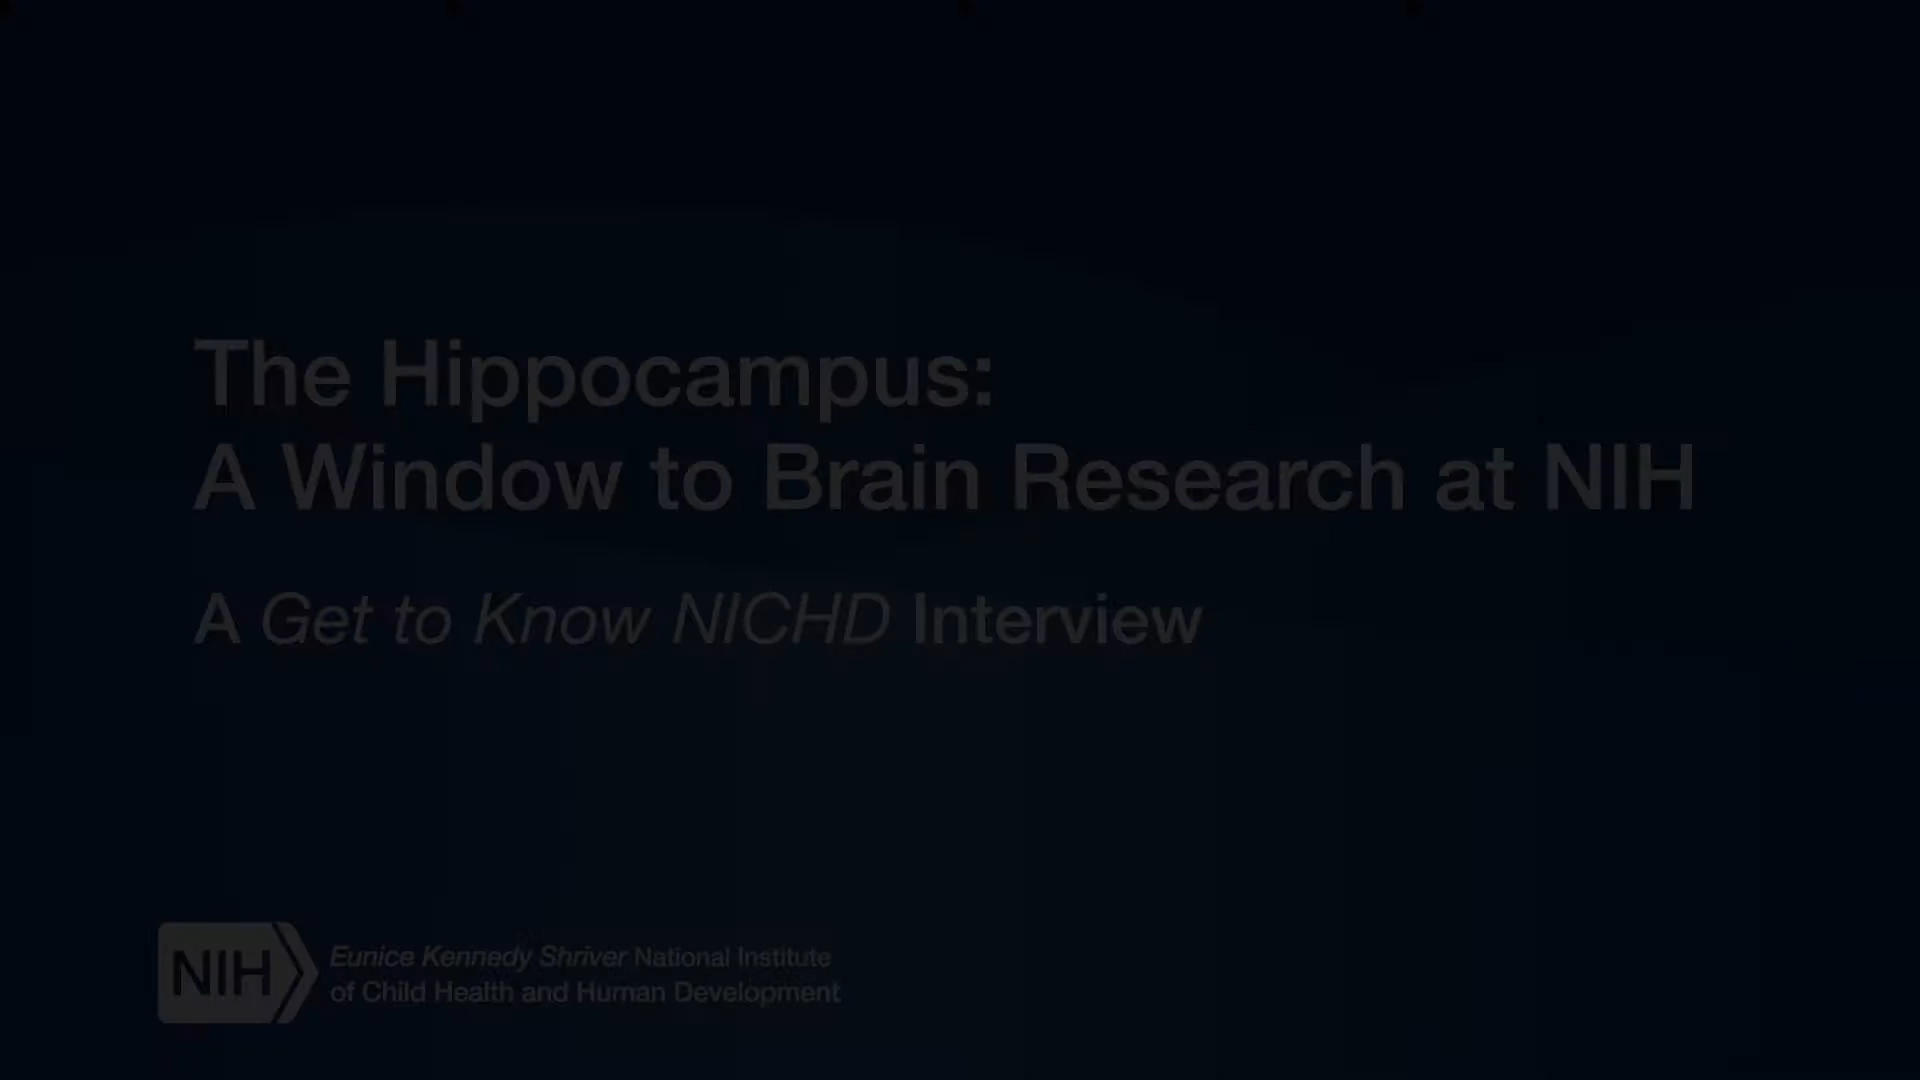 The Hippocampus:
A Window to Brain Research at NIH
A Get to Know NICHD Interview
NIH
Eunice Kennedy Shriver National Institute
of Child Health and Human Development